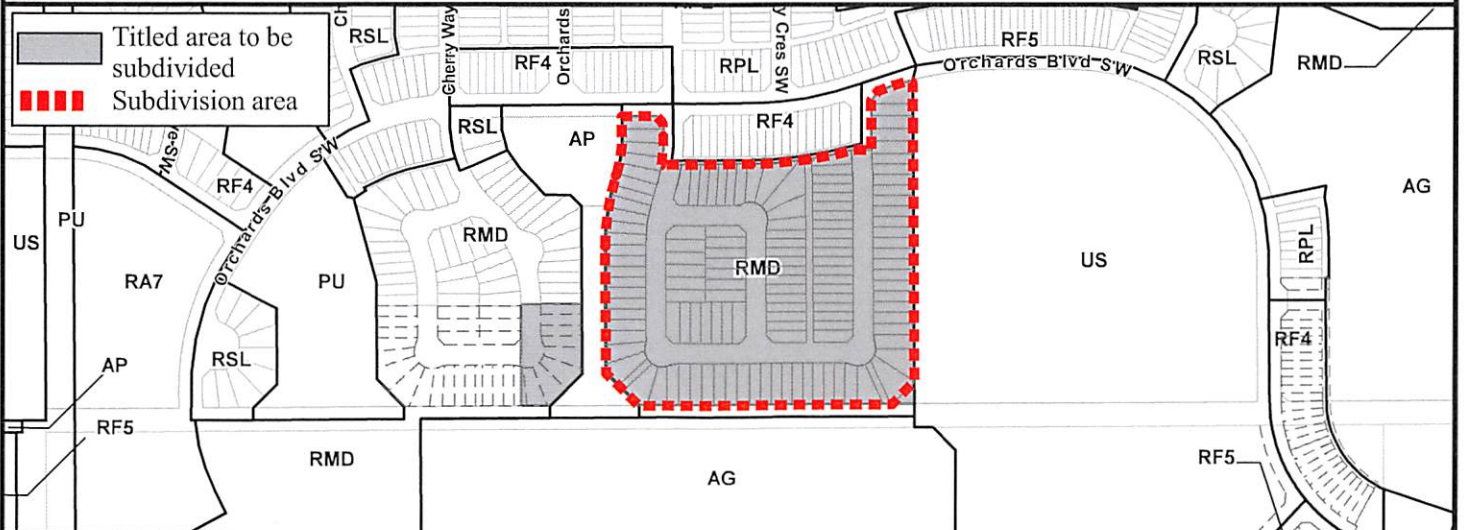 Titled area to be
subdivided
Subdivision area
RSL
Cherry Way
RF4
Orchards
RPL
y Cres SW
RF5
Orchards Blvd SW
RSL
RMD
RSL
AP
RF4
RF4
Orchards Blvd SW
PU
US
RA7
PU
RMD
RMD
US
AG
RPL
RSL
RF4
AP
RF5
RMD
AG
RF5